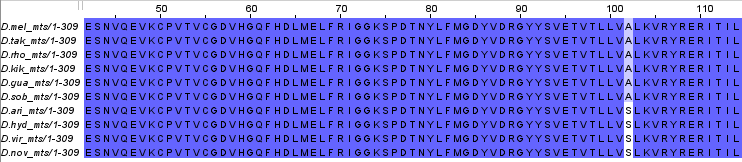 50 60 70 80 90 100 110
D.mel_mts/1-309 ESNVQEVKCPVTVCGDVHGQFHDLMELFRIGGKSPDTNYLFMGDYVDRGYYSVETVTLLVALKVRYRERITIL
D.tak_mts/1-309 ESNVQEVKCPVTVCGDVHGQFHDLMELFRIGGKSPDTNYLFMGDYVDRGYYSVETVTLLVALKVRYRERITIL
D.rho_mts/1-309 ESNVQEVKCPVTVCGDVHGQFHDLMELFRIGGKSPDTNYLFMGDYVDRGYYSVETVTLLVALKVRYRERITIL
D.kik_mts/1-309 ESNVQEVKCPVTVCGDVHGQFHDLMELFRIGGKSPDTNYLFMGDYVDRGYYSVETVTLLVALKVRYRERITIL
D.gua_mts/1-309 ESNVQEVKCPVTVCGDVHGQFHDLMELFRIGGKSPDTNYLFMGDYVDRGYYSVETVTLLVALKVRYRERITIL
D.sob_mts/1-309 ESNVQEVKCPVTVCGDVHGQFHDLMELFRIGGKSPDTNYLFMGDYVDRGYYSVETVTLLVALKVRYRERITIL
D.ari_mts/1-309 ESNVQEVKCPVTVCGDVHGQFHDLMELFRIGGKSPDTNYLFMGDYVDRGYYSVETVTLLVSLKVRYRERITIL
D.hyd_mts/1-309 ESNVQEVKCPVTVCGDVHGQFHDLMELFRIGGKSPDTNYLFMGDYVDRGYYSVETVTLLVSLKVRYRERITIL
D.vir_mts/1-309 ESNVQEVKCPVTVCGDVHGQFHDLMELFRIGGKSPDTNYLFMGDYVDRGYYSVETVTLLVSLKVRYRERITIL
D.nov_mts/1-309 ESNVQEVKCPVTVCGDVHGQFHDLMELFRIGGKSPDTNYLFMGDYVDRGYYSVETVTLLVSLKVRYRERITIL